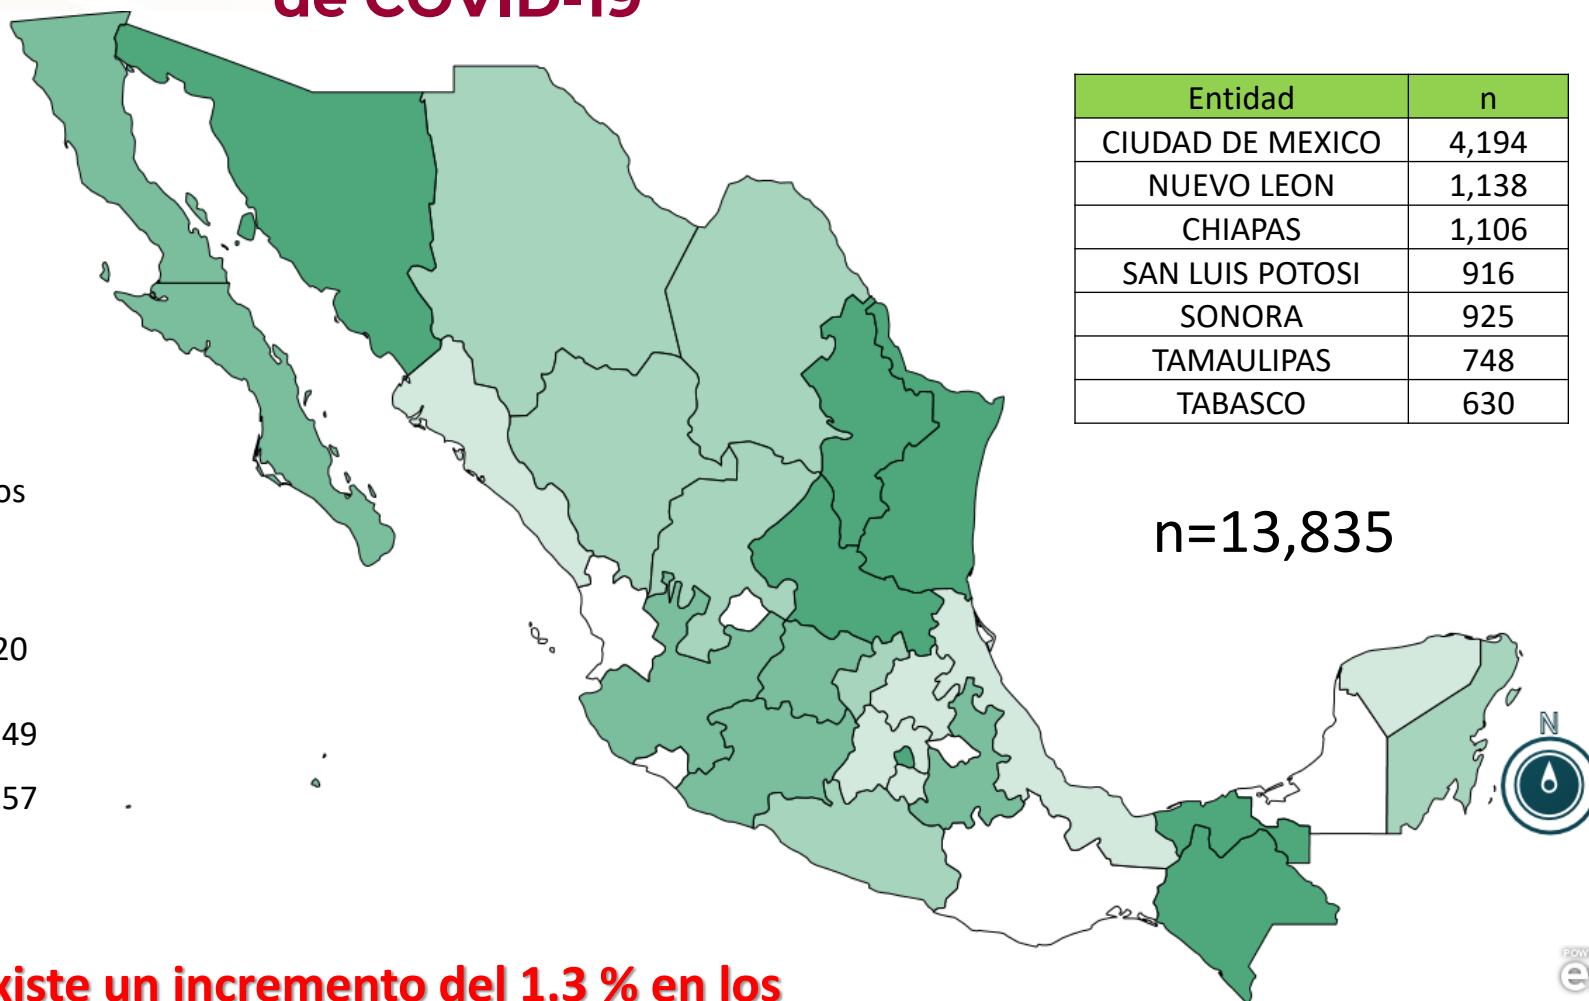 de COVID-19
Entidad n
CIUDAD DE MEXICO 4,194
NUEVO LEON 1,138
CHIAPAS 1,106
SAN LUIS POTOSI 916
SONORA 925
TAMAULIPAS 748
TABASCO 630
os
n=13,835
20
49
57
N
xiste un incremento del 1.3 % en los